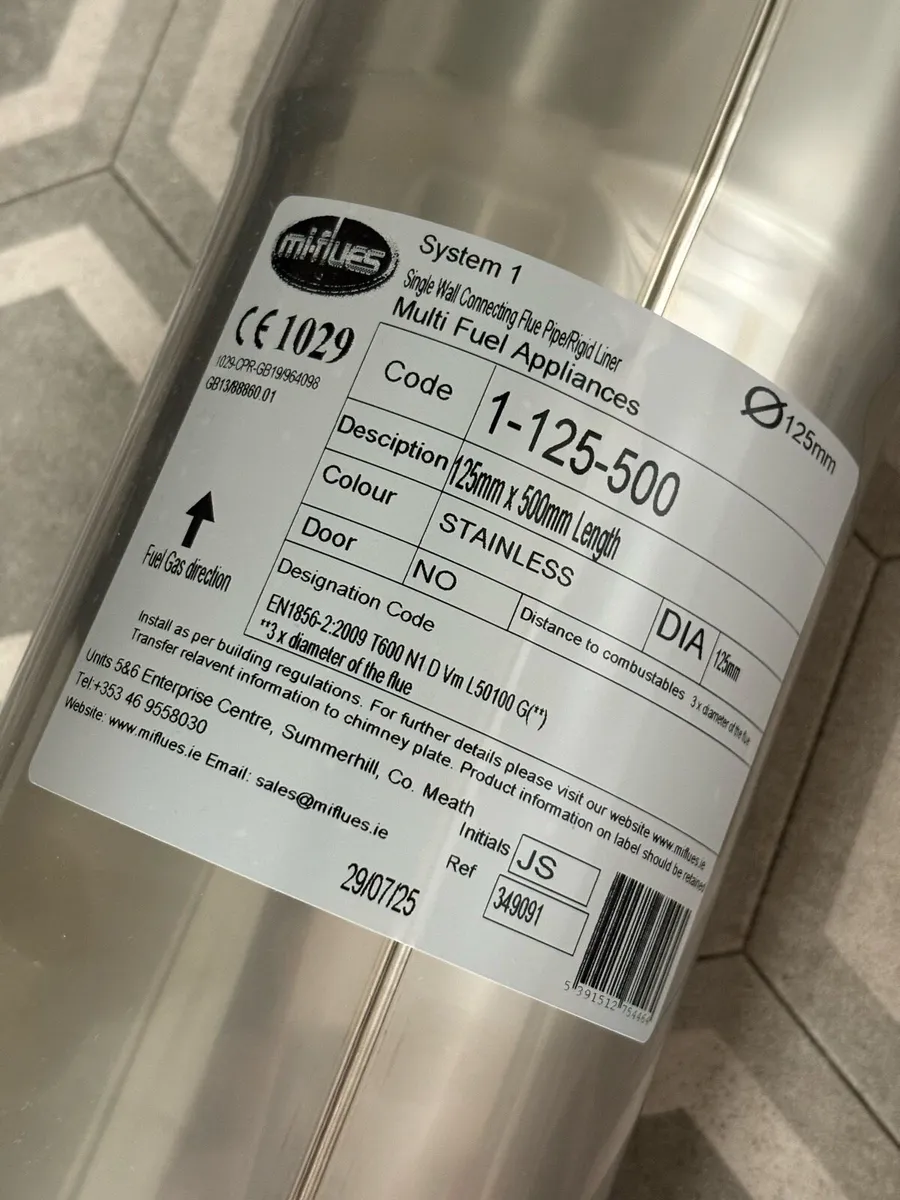 mi-flues
System 1
Single Wall Connecting Flue Pipe/Rigid Liner
Multi Fuel Appliances
Ø125mm
CE 1029
1029-CPR-GB19/964098
GB13/88860.01
Code 1-125-500
Desciption 125mm x 500mm Length
Colour STAINLESS
Door NO
DIA 125mm
Fuel Gas direction
Designation Code
Distance to combustables 3 x diameter of the flue
EN1856-2:2009 T600 N1 D Vm L50100 G(**)
**3 x diameter of the flue
Install as per building regulations. For further details please visit our website www.miflues.ie
Transfer relavent information to chimney plate. Product information on label should be retained
Units 5&6 Enterprise Centre, Summerhill, Co. Meath
Tel:+353 46 9558030
Website: www.miflues.ie Email: sales@miflues.ie
Initials JS
Ref 349091
29/07/25